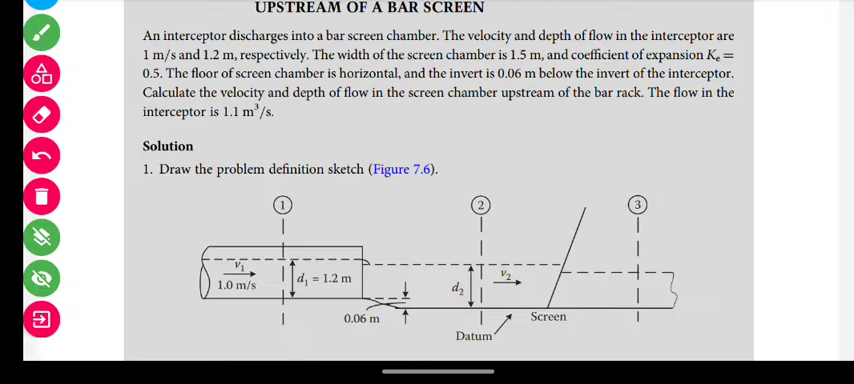 UPSTREAM OF A BAR SCREEN
An interceptor discharges into a bar screen chamber. The velocity and depth of flow in the interceptor are
1 m/s and 1.2 m, respectively. The width of the screen chamber is 1.5 m, and coefficient of expansion Kₑ =
0.5. The floor of screen chamber is horizontal, and the invert is 0.06 m below the invert of the interceptor.
Calculate the velocity and depth of flow in the screen chamber upstream of the bar rack. The flow in the
interceptor is 1.1 m³/s.
Solution
1. Draw the problem definition sketch (Figure 7.6).
1 2 3
v₁
1.0 m/s
d₁ = 1.2 m
d₂
v₂
0.06 m
Screen
Datum